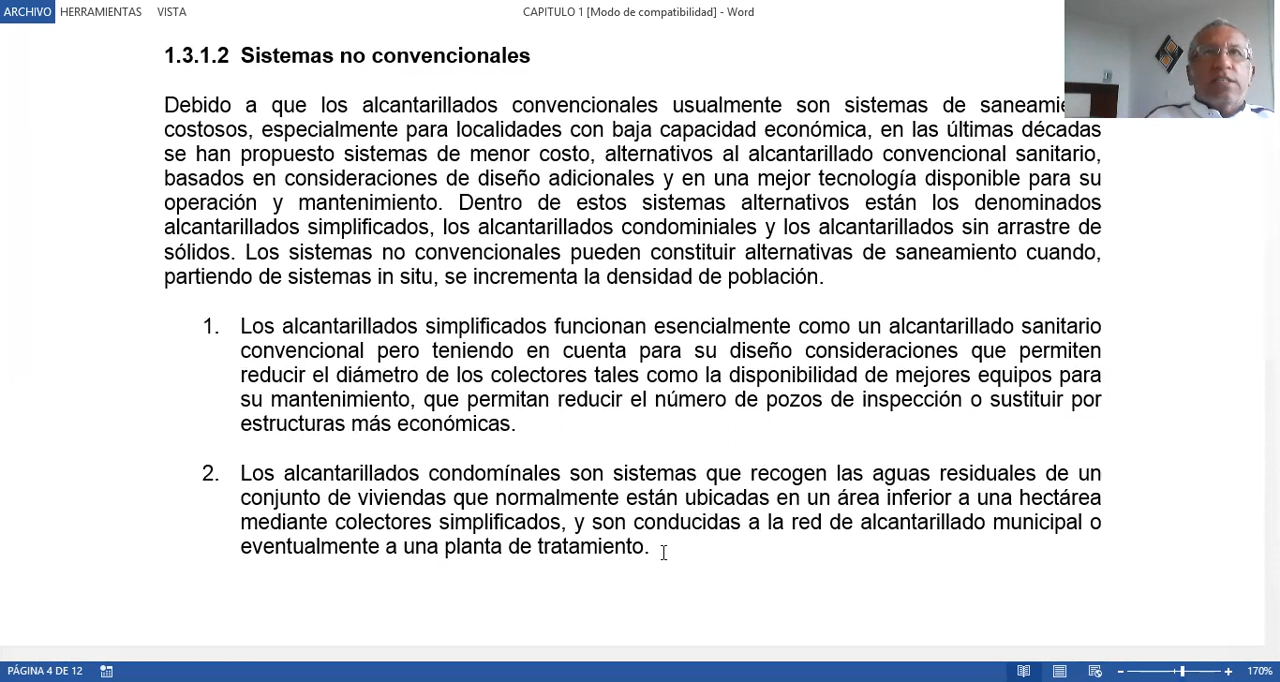 ARCHIVO HERRAMIENTAS VISTA CAPITULO 1 [Modo de compatibilidad] - Word
1.3.1.2 Sistemas no convencionales
Debido a que los alcantarillados convencionales usualmente son sistemas de
costosos, especialmente para localidades con baja capacidad económica, en las últimas décadas
se han propuesto sistemas de menor costo, alternativos al alcantarillado convencional sanitario,
basados en consideraciones de diseño adicionales y en una mejor tecnología disponible para su
operación y mantenimiento. Dentro de estos sistemas alternativos están los denominados
alcantarillados simplificados, los alcantarillados condominiales y los alcantarillados sin arrastre de
sólidos. Los sistemas no convencionales pueden constituir alternativas de saneamiento cuando,
partiendo de sistemas in situ, se incrementa la densidad de población.
1. Los alcantarillados simplificados funcionan esencialmente como un alcantarillado sanitario
convencional pero teniendo en cuenta para su diseño consideraciones que permiten
reducir el diámetro de los colectores tales como la disponibilidad de mejores equipos para
su mantenimiento, que permitan reducir el número de pozos de inspección o sustituir por
estructuras más económicas.
2. Los alcantarillados condomínales son sistemas que recogen las aguas residuales de un
conjunto de viviendas que normalmente están ubicadas en un área inferior a una hectárea
mediante colectores simplificados, y son conducidas a la red de alcantarillado municipal o
eventualmente a una planta de tratamiento.
PÁGINA 4 DE 12 170%